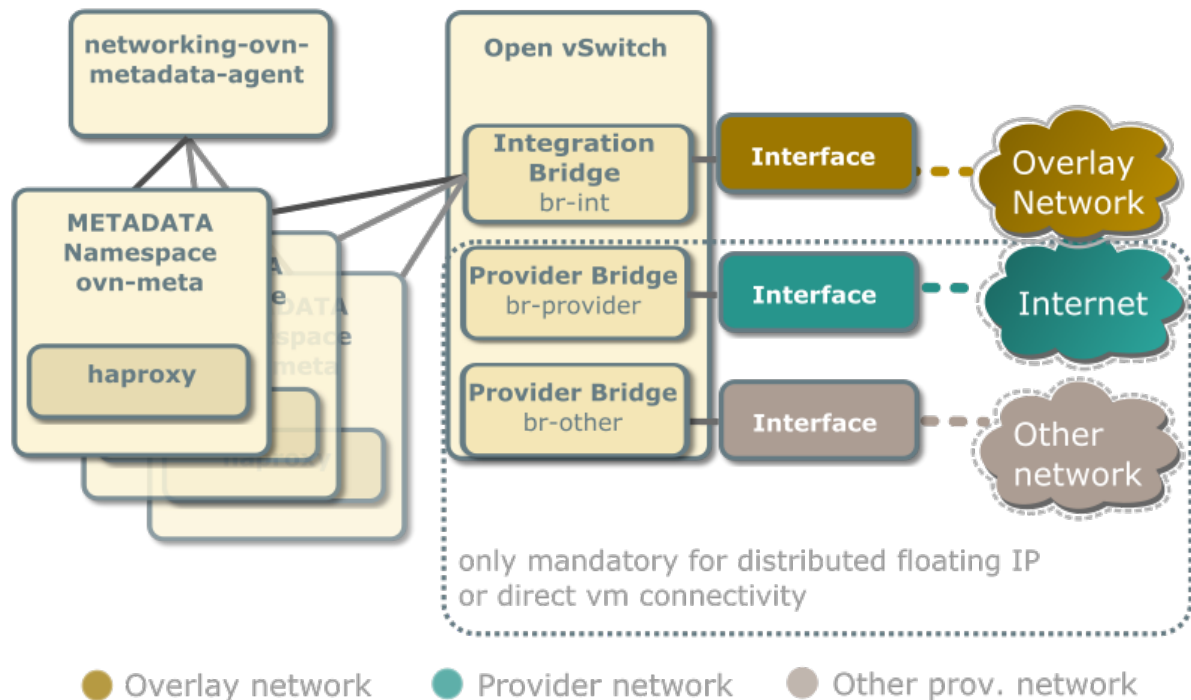 networking-ovn-
metadata-agent
METADATA
Namespace
ovn-meta
haproxy
Open vSwitch
Integration
Bridge
br-int
Provider Bridge
br-provider
Provider Bridge
br-other
Interface
Interface
Interface
Overlay
Network
Internet
Other
network
only mandatory for distributed floating IP
or direct vm connectivity
Overlay network
Provider network
Other prov. network